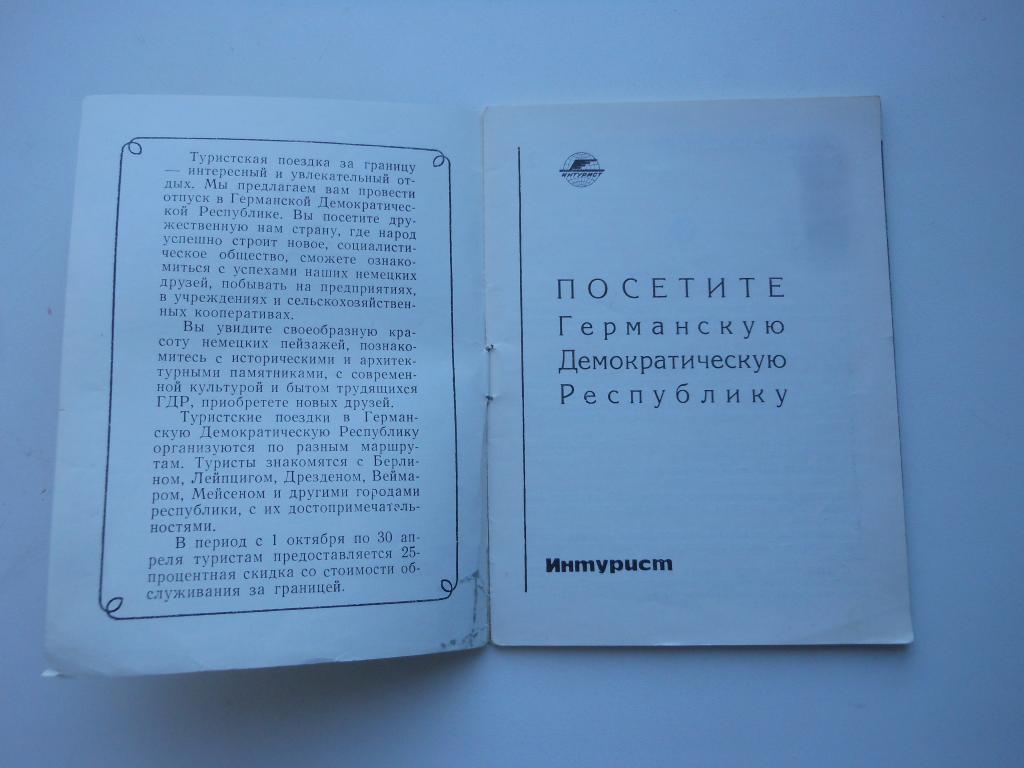 Туристская поездка за границу
— интересный и увлекательный от-
дых. Мы предлагаем вам провести
отпуск в Германской Демократичес-
кой Республике. Вы посетите дру-
жественную нам страну, где народ
успешно строит новое, социалисти-
ческое общество, сможете ознако-
миться с успехами наших немецких
друзей, побывать на предприятиях,
в учреждениях и сельскохозяйствен-
ных кооперативах.
Вы увидите своеобразную кра-
соту немецких пейзажей, познако-
митесь с историческими и архитек-
турными памятниками, с современ-
ной культурой и бытом трудящихся
ГДР, приобретете новых друзей.
Туристские поездки в Герман-
скую Демократическую Республику
организуются по разным маршру-
там. Туристы знакомятся с Берли-
ном, Лейпцигом, Дрезденом, Вейма-
ром, Мейсеном и другими городами
республики, с их достопримечатель-
ностями.
В период с 1 октября по 30 ап-
реля туристам предоставляется 25-
процентная скидка со стоимости об-
служивания за границей.
ИНТУРИСТ
ПОСЕТИТЕ
Германскую
Демократическую
Республику
Интурист